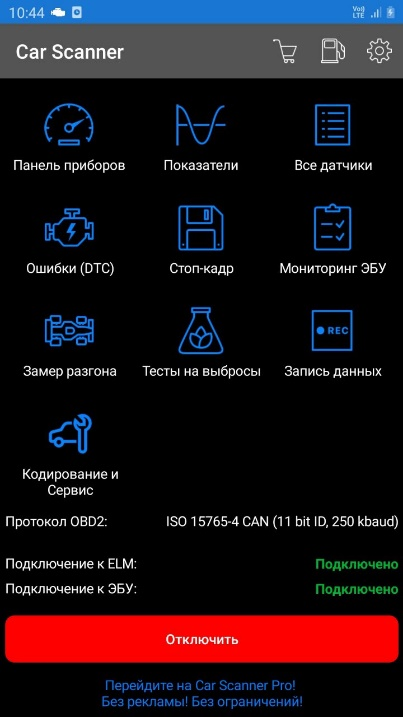 10:44
Vo)) LTE
Car Scanner
Панель приборов
Показатели
Все датчики
Ошибки (DTC)
Стоп-кадр
Мониторинг ЭБУ
REC
Замер разгона
Тесты на выбросы
Запись данных
Кодирование и
Сервис
Протокол OBD2: ISO 15765-4 CAN (11 bit ID, 250 kbaud)
Подключение к ELM: Подключено
Подключение к ЭБУ: Подключено
Отключить
Перейдите на Car Scanner Pro!
Без рекламы! Без ограничений!